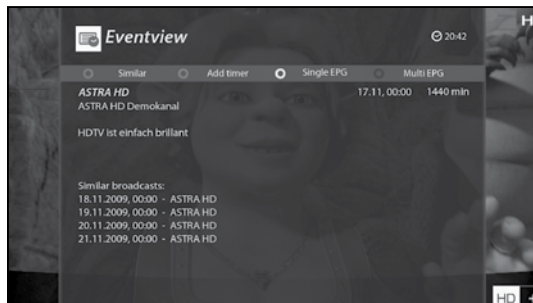 H
Eventview
20:42
Similar Add timer Single EPG Multi EPG
ASTRA HD 17.11, 00:00 1440 min
ASTRA HD Demokanal
HDTV ist einfach brillant
Similar broadcasts:
18.11.2009, 00:00 - ASTRA HD
19.11.2009, 00:00 - ASTRA HD
20.11.2009, 00:00 - ASTRA HD
21.11.2009, 00:00 - ASTRA HD
HD